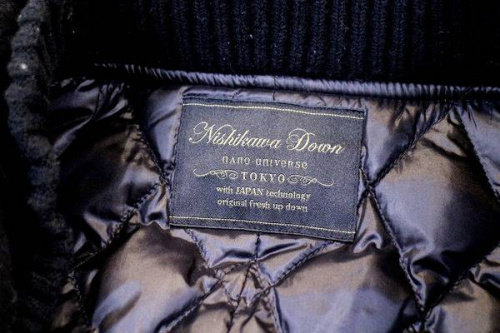 Nishikawa Down
nano·universe
TOKYO
with JAPAN technology
original fresh up down